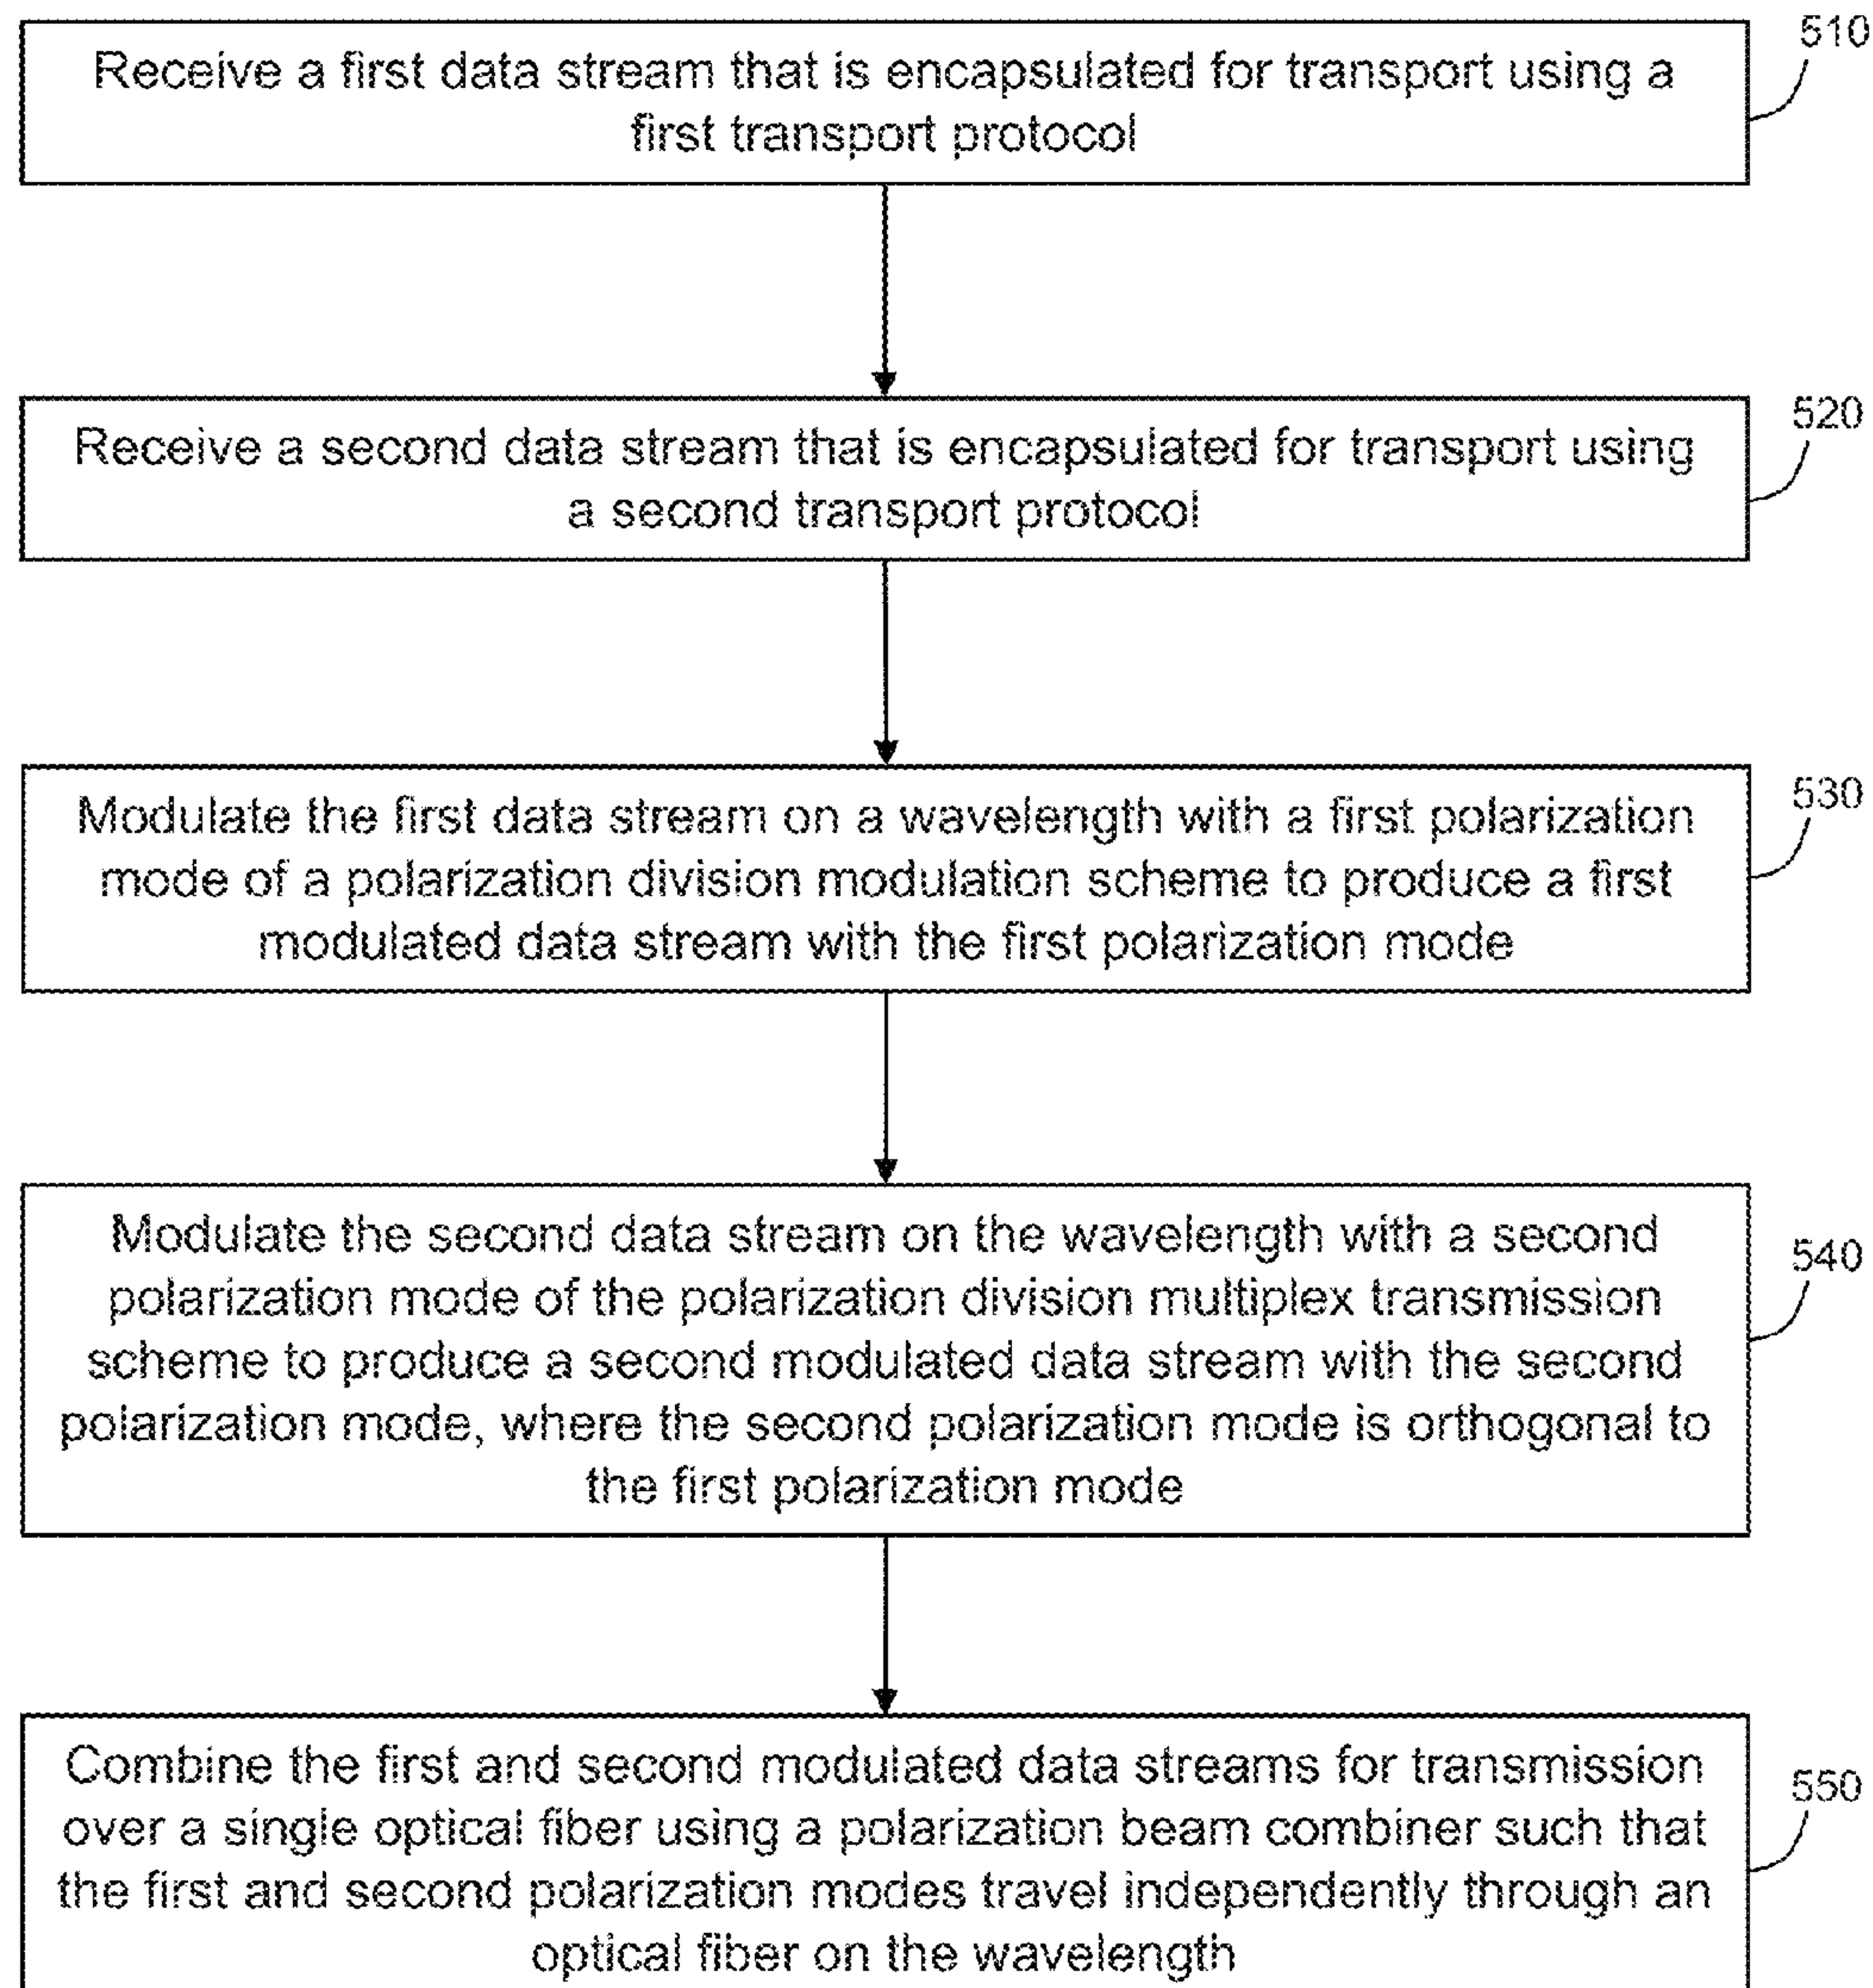 510
Receive a first data stream that is encapsulated for transport using a
first transport protocol
520
Receive a second data stream that is encapsulated for transport using
a second transport protocol
530
Modulate the first data stream on a wavelength with a first polarization
mode of a polarization division modulation scheme to produce a first
modulated data stream with the first polarization mode
540
Modulate the second data stream on the wavelength with a second
polarization mode of the polarization division multiplex transmission
scheme to produce a second modulated data stream with the second
polarization mode, where the second polarization mode is orthogonal to
the first polarization mode
550
Combine the first and second modulated data streams for transmission
over a single optical fiber using a polarization beam combiner such that
the first and second polarization modes travel independently through an
optical fiber on the wavelength